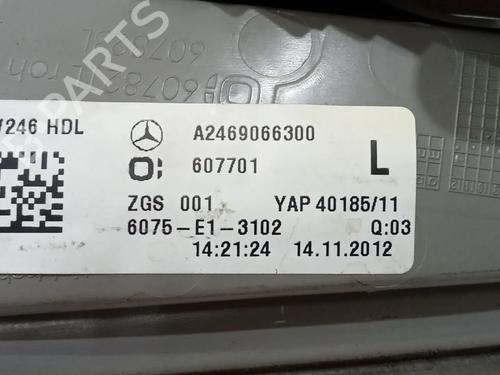 PARTS
246 HDL
A2469066300
607701
L
ZGS 001
YAP 40185/11
6075-E1-3102
Q:03
14:21:24 14.11.2012